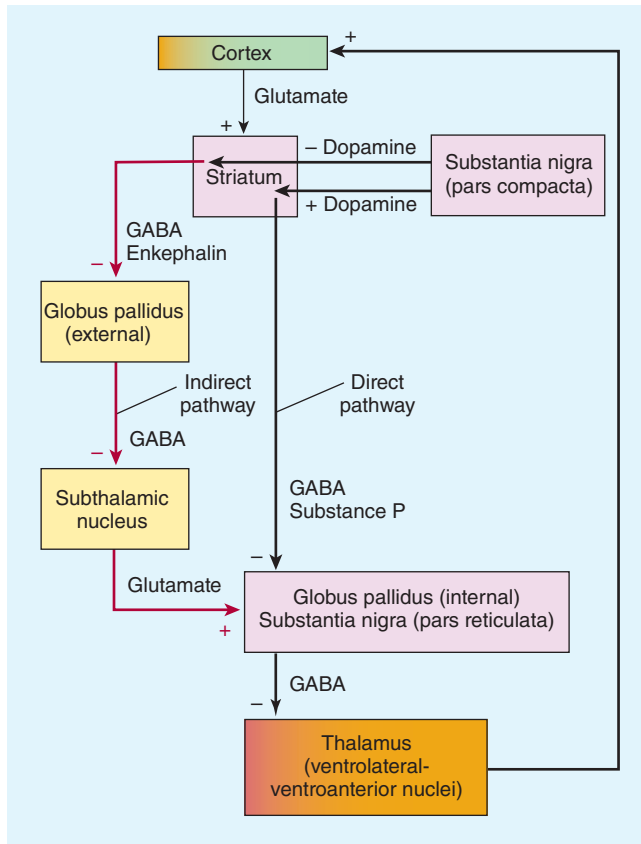 +
Cortex
Glutamate
+
– Dopamine
Striatum
+ Dopamine
Substantia nigra
(pars compacta)
GABA
Enkephalin
–
Globus pallidus
(external)
Indirect
pathway
Direct
pathway
– GABA
Subthalamic
nucleus
GABA
Substance P
–
Glutamate
+
Globus pallidus (internal)
Substantia nigra (pars reticulata)
GABA
–
Thalamus
(ventrolateral-
ventroanterior nuclei)